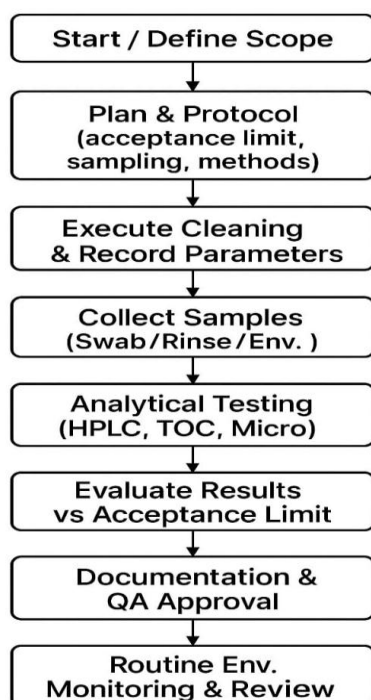 Start / Define Scope
Plan & Protocol
(acceptance limit,
sampling, methods)
Execute Cleaning
& Record Parameters
Collect Samples
(Swab/Rinse/Env. )
Analytical Testing
(HPLC, TOC, Micro)
Evaluate Results
vs Acceptance Limit
Documentation &
QA Approval
Routine Env.
Monitoring & Review